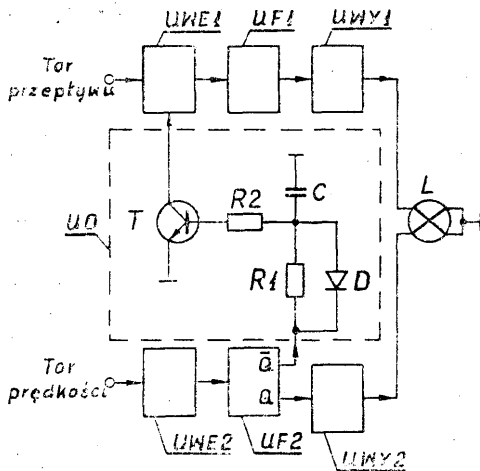 UWE1 UF1 UWY1
Tor
przepływu
C
L
T
R2
UO
R1
D
Tor
prędkości
Q̄
Q
UWE2 UF2 UWY2